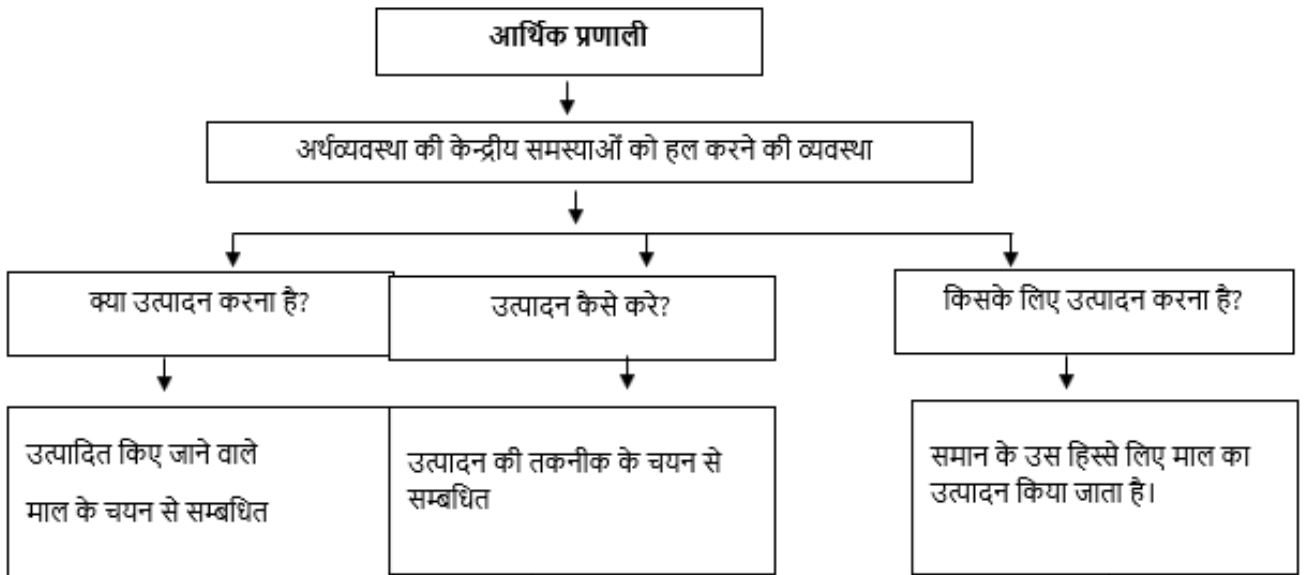 आर्थिक प्रणाली
अर्थव्यवस्था की केन्द्रीय समस्याओं को हल करने की व्यवस्था
क्या उत्पादन करना है?
उत्पादन कैसे करे?
किसके लिए उत्पादन करना है?
उत्पादित किए जाने वाले
माल के चयन से सम्बधित
उत्पादन की तकनीक के चयन से
सम्बधित
समान के उस हिस्से लिए माल का
उत्पादन किया जाता है।